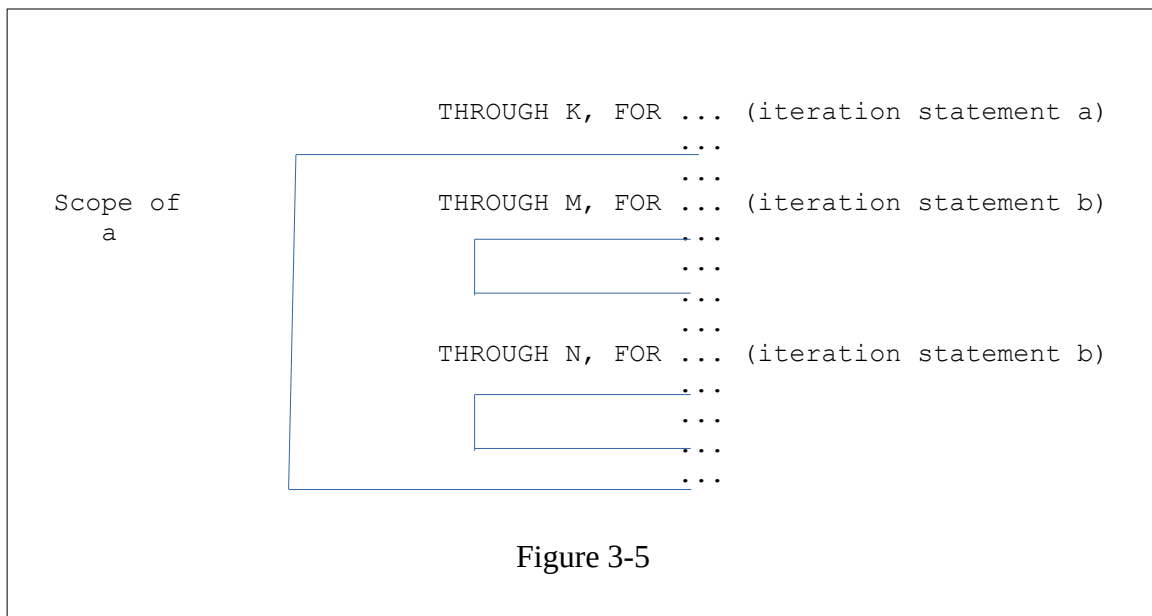 THROUGH K, FOR ... (iteration statement a)
...
...
Scope of THROUGH M, FOR ... (iteration statement b)
a ...
...
...
...
THROUGH N, FOR ... (iteration statement b)
...
...
...
...
Figure 3-5